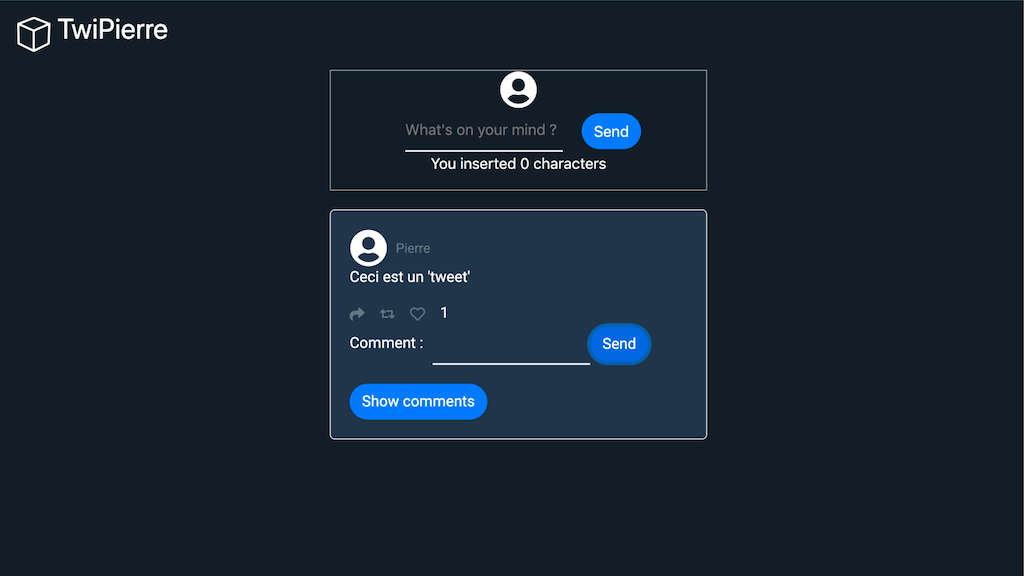 TwiPierre
What's on your mind ?
Send
You inserted 0 characters
Pierre
Ceci est un 'tweet'
1
Comment :
Send
Show comments